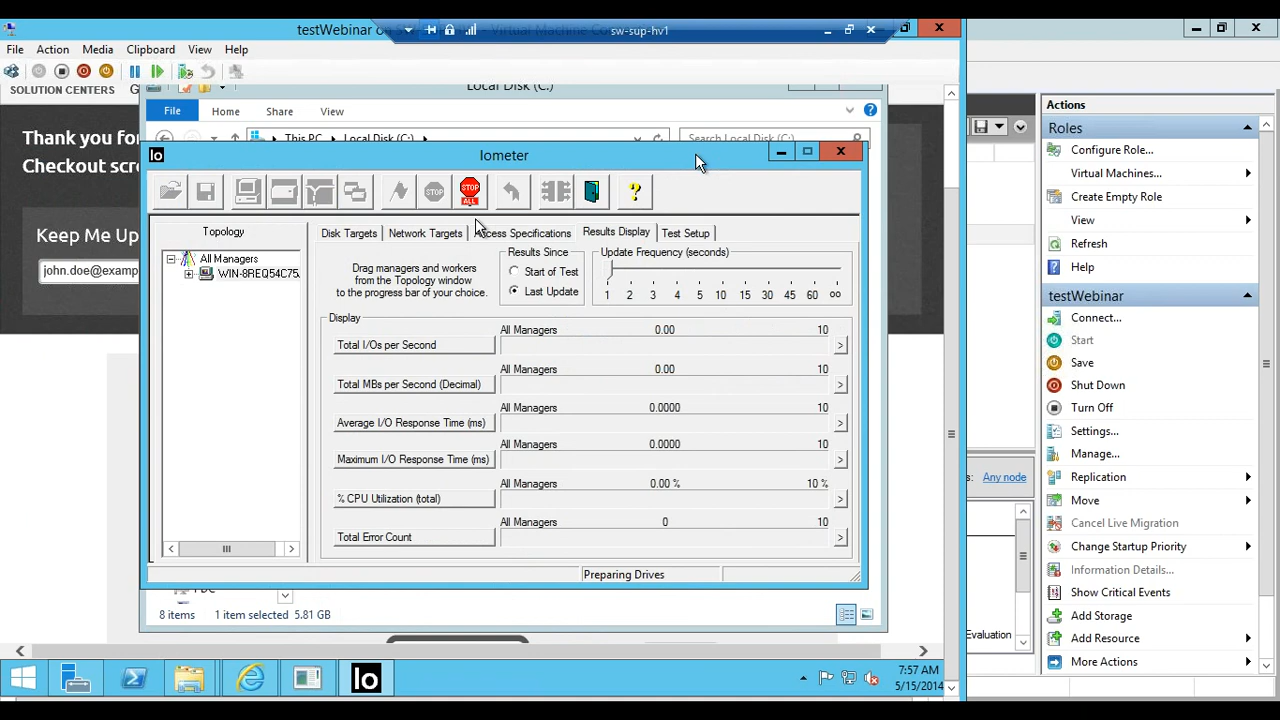 testWebinar on S
Virtual Machine Co
sw-sup-hv1
File Action Media Clipboard View Help
SOLUTION CENTERS
Local Disk (C:)
File Home Share View
This PC Local Disk (C:)
Search Local Disk (C:)
Thank you for
Checkout scre
Keep Me Up
john.doe@examp
Io
Iometer
STOP
STOP ALL
?
Topology
All Managers
WIN-8REQ54C75
Disk Targets Network Targets Access Specifications Results Display Test Setup
Drag managers and workers
from the Topology window
to the progress bar of your choice.
Results Since
Start of Test
Last Update
Update Frequency (seconds)
1 2 3 4 5 10 15 30 45 60 oo
Display
All Managers 0.00 10
Total I/Os per Second >
All Managers 0.00 10
Total MBs per Second (Decimal) >
All Managers 0.0000 10
Average I/O Response Time (ms) >
All Managers 0.0000 10
Maximum I/O Response Time (ms) >
All Managers 0.00 % 10 %
% CPU Utilization (total) >
All Managers 0 10
Total Error Count >
Preparing Drives
8 items 1 item selected 5.81 GB
Io
7:57 AM
5/15/2014
Actions
Roles
Configure Role...
Virtual Machines...
Create Empty Role
View
Refresh
Help
testWebinar
Connect...
Start
Save
Shut Down
Turn Off
Settings...
Manage...
Replication
Move
Cancel Live Migration
Change Startup Priority
Information Details...
Show Critical Events
Add Storage
Add Resource
More Actions
Any node
Evaluation